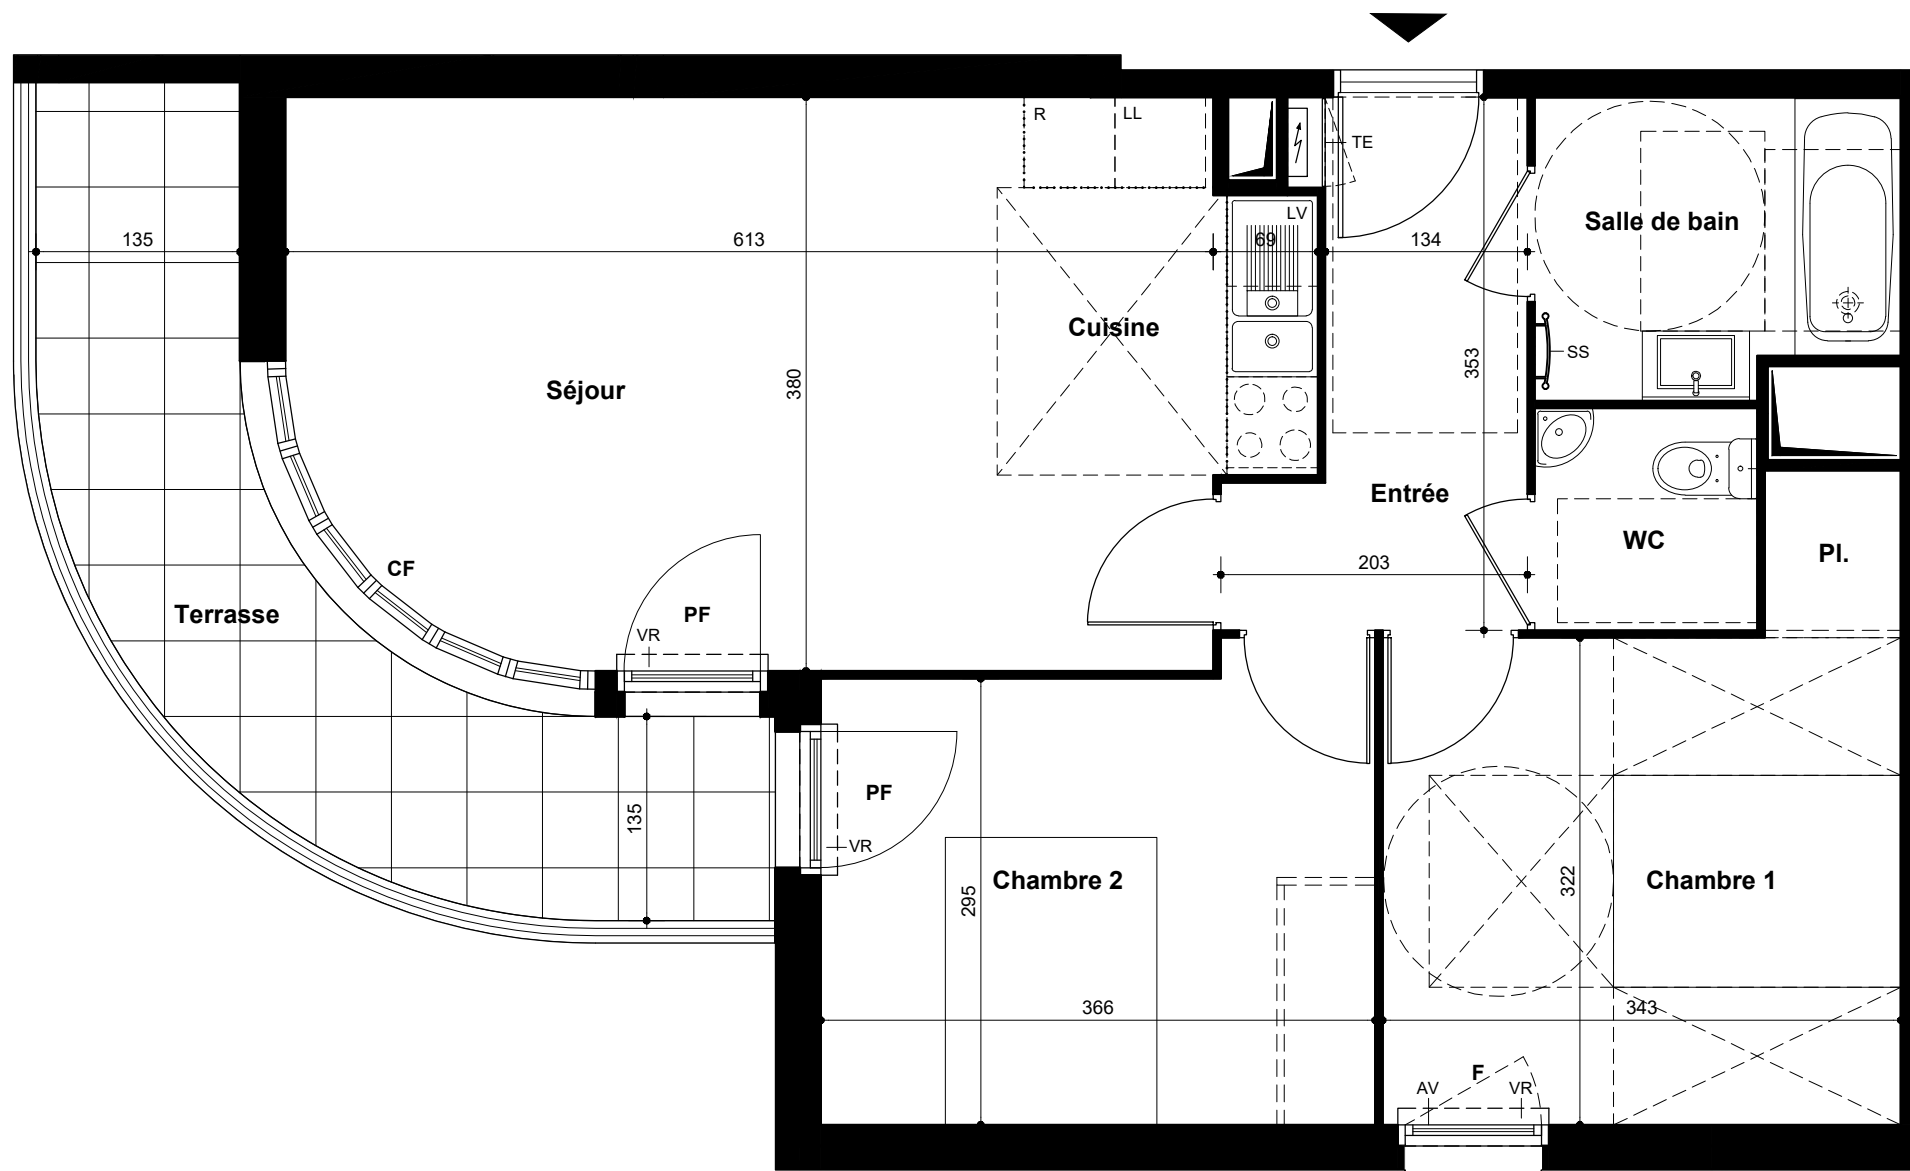 R
LL
TE
LV
135
613
69
134
Salle de bain
Cuisine
SS
353
380
Séjour
Entrée
WC
Pl.
203
CF
Terrasse
PF
VR
135
PF
VR
Chambre 2
295
322
Chambre 1
366
343
F
AV
VR